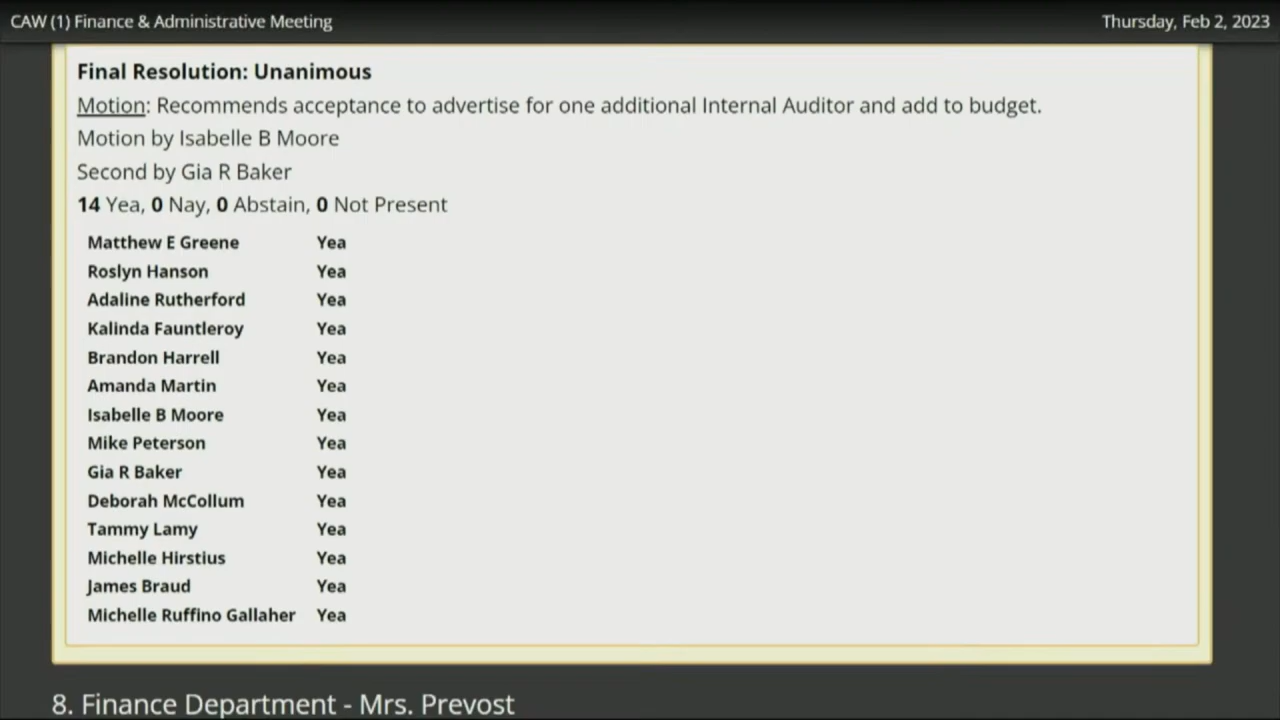 CAW (1) Finance & Administrative Meeting
Thursday, Feb 2, 2023
Final Resolution: Unanimous
Motion: Recommends acceptance to advertise for one additional Internal Auditor and add to budget.
Motion by Isabelle B Moore
Second by Gia R Baker
14 Yea, 0 Nay, 0 Abstain, 0 Not Present
Matthew E Greene Yea
Roslyn Hanson Yea
Adaline Rutherford Yea
Kalinda Fauntleroy Yea
Brandon Harrell Yea
Amanda Martin Yea
Isabelle B Moore Yea
Mike Peterson Yea
Gia R Baker Yea
Deborah McCollum Yea
Tammy Lamy Yea
Michelle Hirstius Yea
James Braud Yea
Michelle Ruffino Gallaher Yea
8. Finance Department - Mrs. Prevost